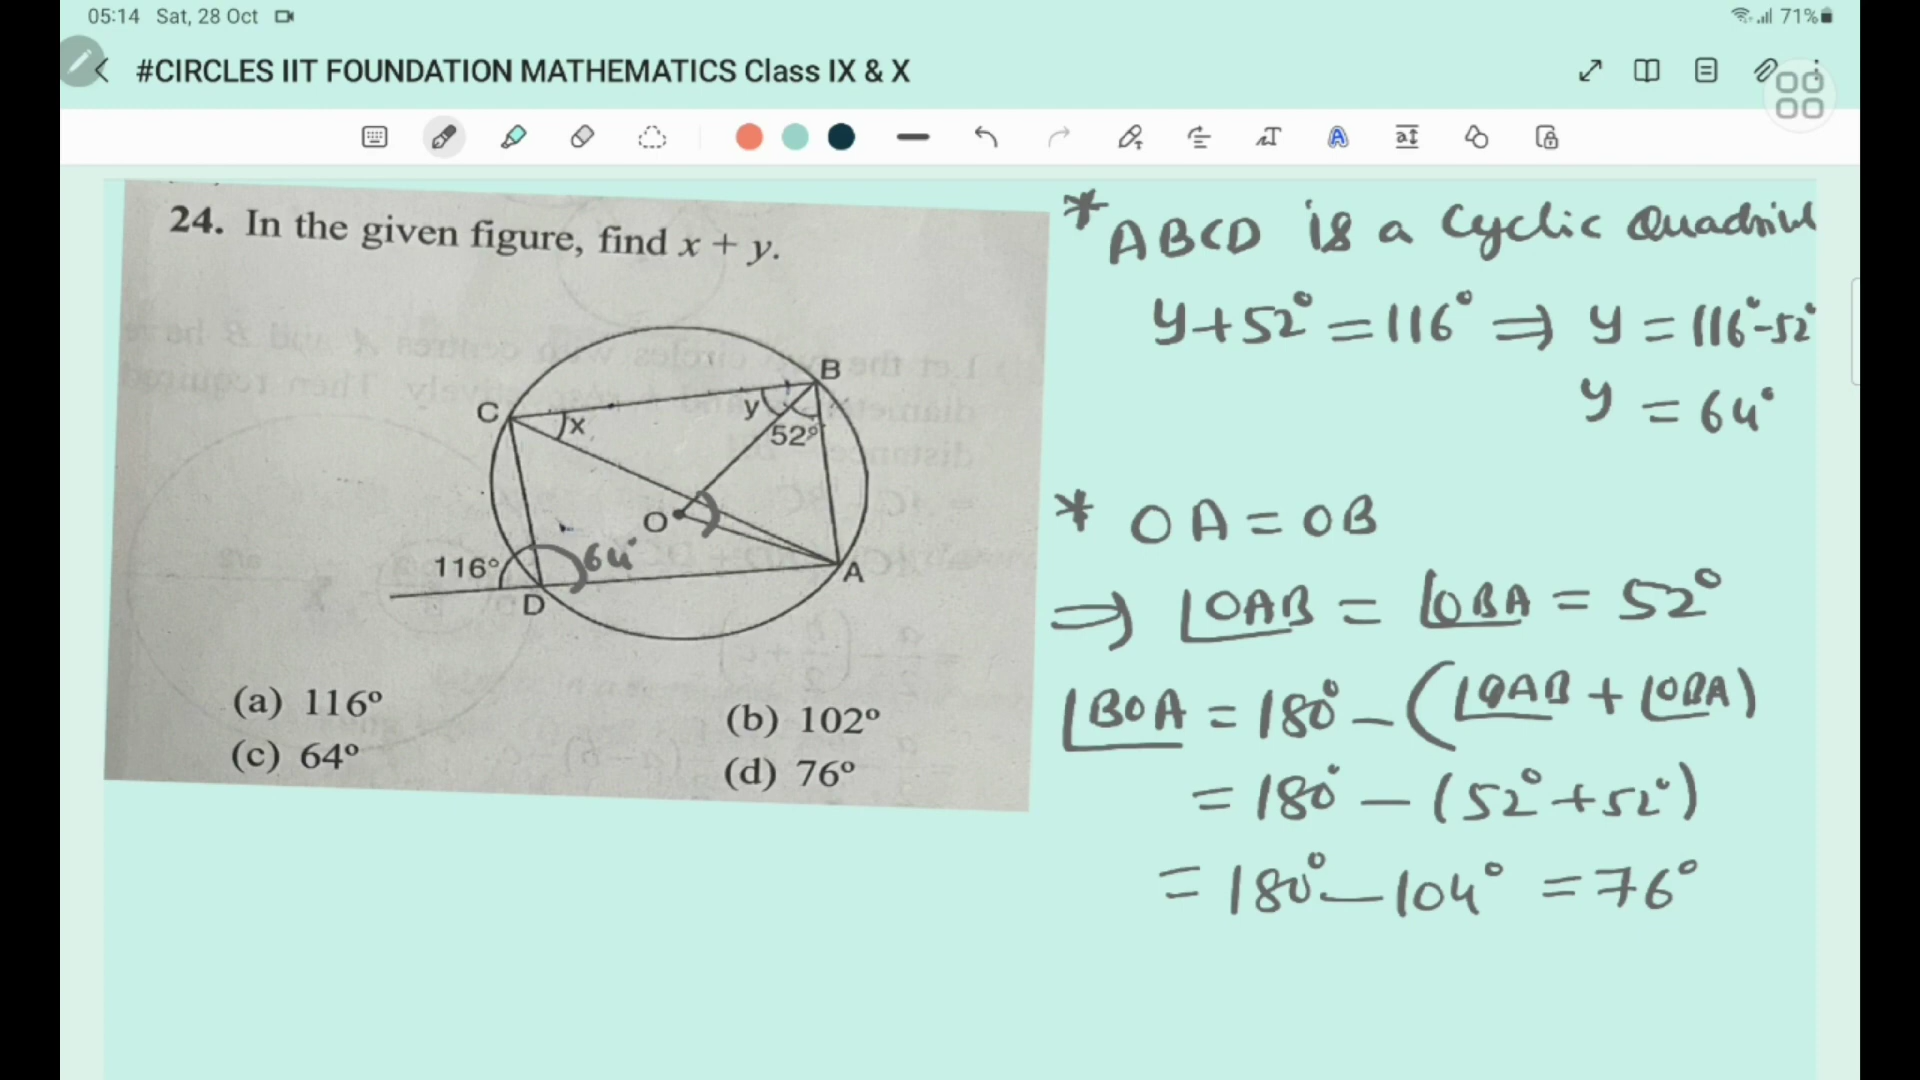 05:14 Sat, 28 Oct
71%
#CIRCLES IIT FOUNDATION MATHEMATICS Class IX & X
24. In the given figure, find x + y.
B
C
x
y
52°
O
116°
64°
A
D
(a) 116°
(b) 102°
(c) 64°
(d) 76°
* ABCD is a cyclic
y + 52° = 116° ⇒ y = 116° - 52°
y = 64°
* OA = OB
⇒ ∠OAB = ∠OBA = 52°
∠BOA = 180° - (∠OAB + ∠OBA)
= 180° - (52° + 52°)
= 180° - 104° = 76°